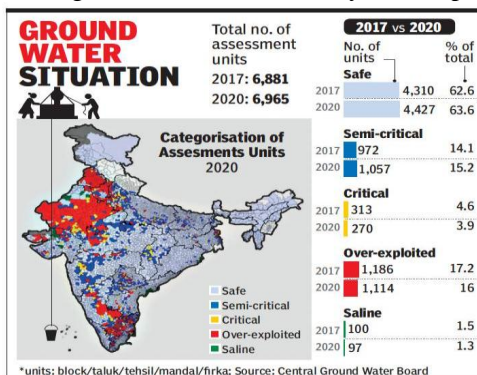 GROUND
WATER
SITUATION
Total no. of
assessment
units
2017: 6,881
2020: 6,965
Categorisation of
Assesments Units
2020
Safe
Semi-critical
Critical
Over-exploited
Saline
2017 vs 2020
No. of
units
% of
total
Safe
2017 4,310 62.6
2020 4,427 63.6
Semi-critical
2017 972 14.1
2020 1,057 15.2
Critical
2017 313 4.6
2020 270 3.9
Over-exploited
2017 1,186 17.2
2020 1,114 16
Saline
2017 100 1.5
2020 97 1.3
*units: block/taluk/tehsil/mandal/firka; Source: Central Ground Water Board